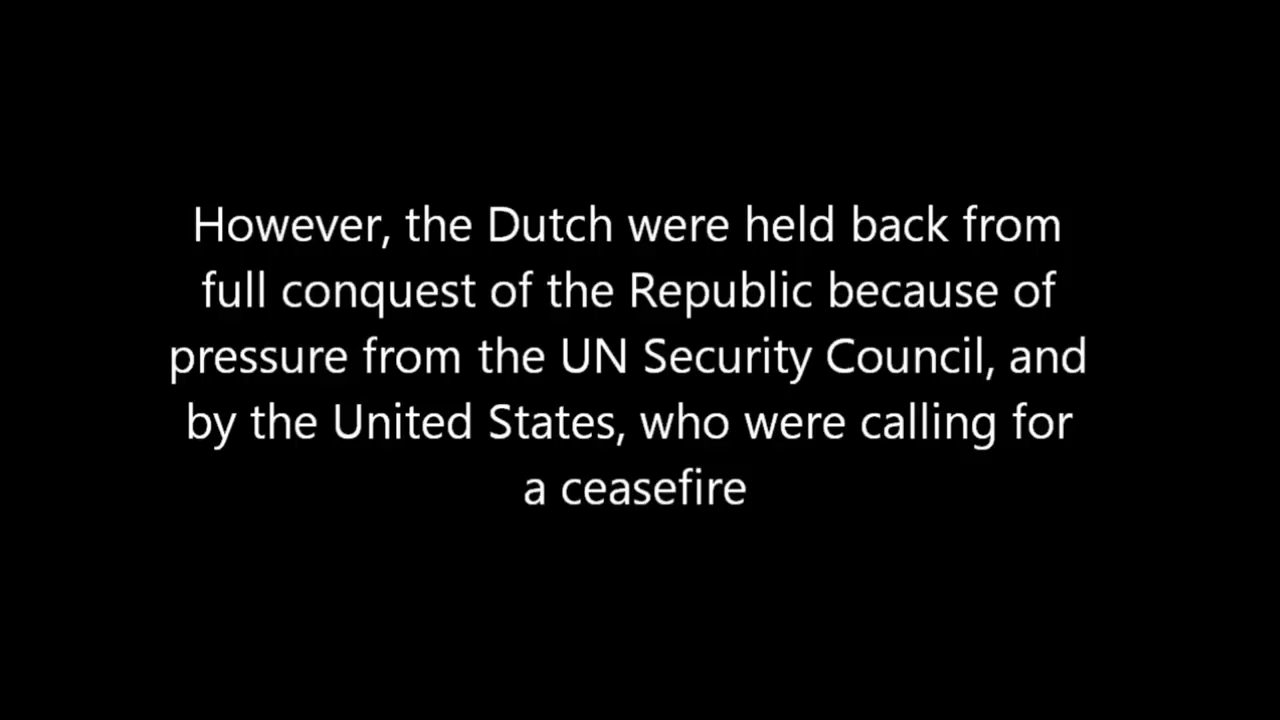 However, the Dutch were held back from
full conquest of the Republic because of
pressure from the UN Security Council, and
by the United States, who were calling for
a ceasefire